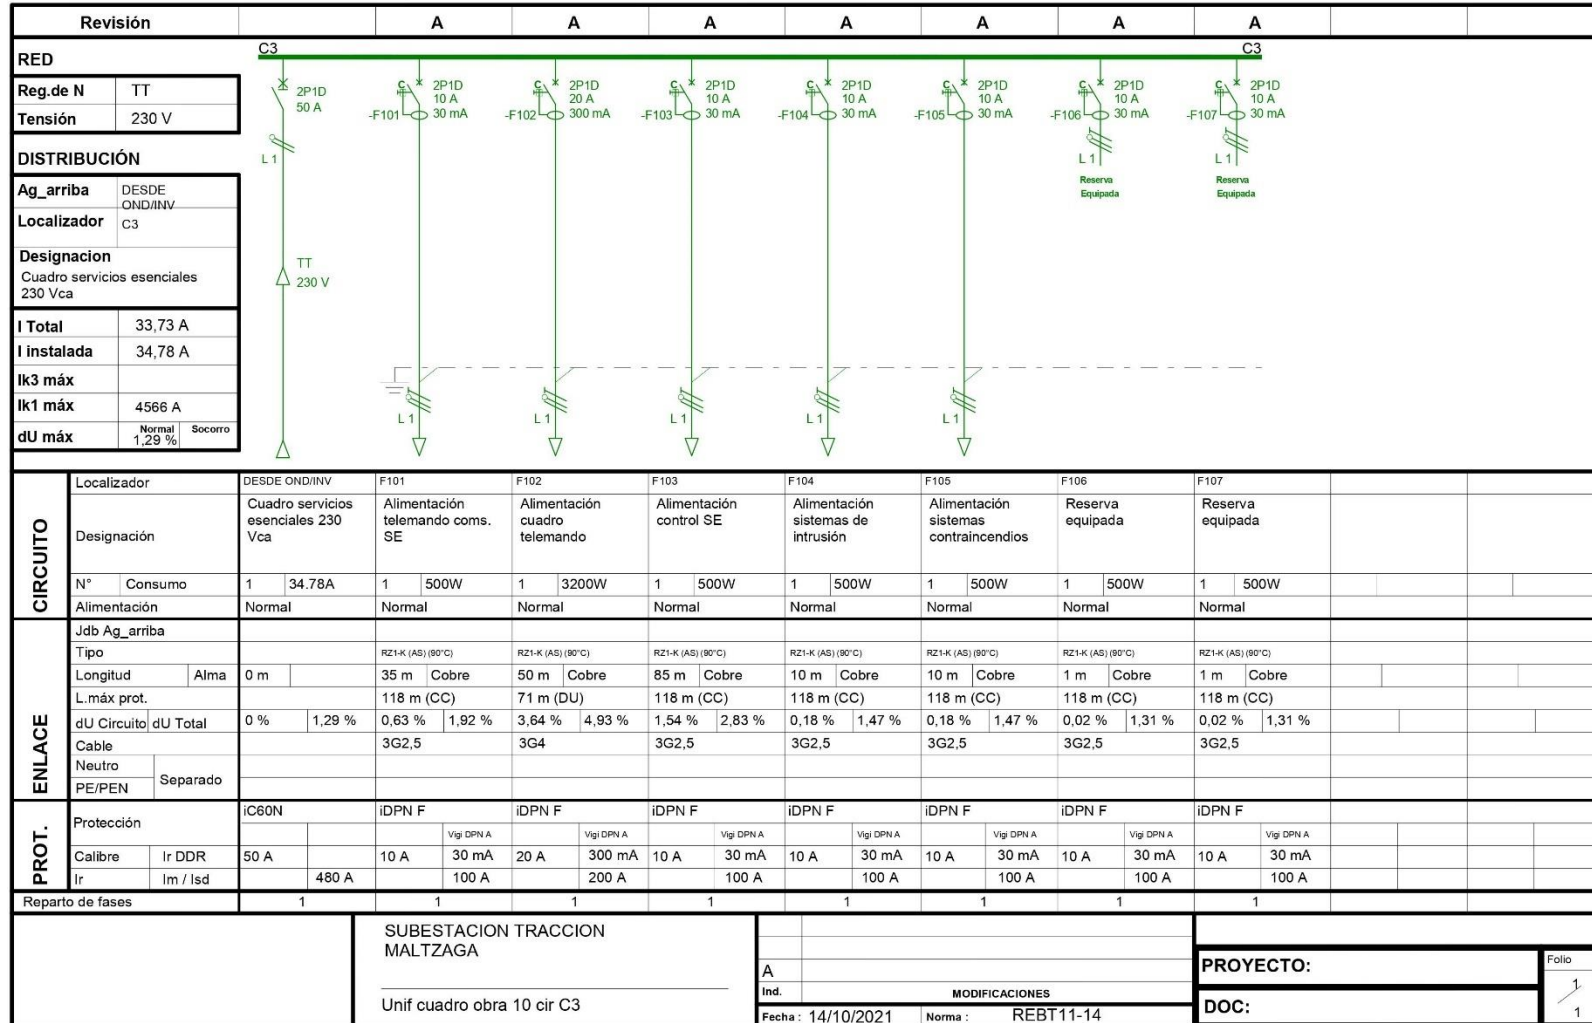 Revisión A A A A A A A
RED
C3 C3
Reg.de N TT
Tensión 230 V
2P1D
50 A
L 1
-F101 2P1D
10 A
30 mA
-F102 2P1D
20 A
300 mA
-F103 2P1D
10 A
30 mA
-F104 2P1D
10 A
30 mA
-F105 2P1D
10 A
30 mA
-F106 2P1D
10 A
30 mA
L 1
Reserva
Equipada
-F107 2P1D
10 A
30 mA
L 1
Reserva
Equipada
DISTRIBUCIÓN
Ag_arriba DESDE
OND/INV
Localizador C3
Designacion
Cuadro servicios esenciales
230 Vca
TT
230 V
I Total 33,73 A
I instalada 34,78 A
Ik3 máx
Ik1 máx 4566 A
dU máx Normal Socorro
1,29 %
L 1 L 1 L 1 L 1 L 1
CIRCUITO
Localizador DESDE OND/INV F101 F102 F103 F104 F105 F106 F107
Designación
Cuadro servicios
esenciales 230
Vca
Alimentación
telemando coms.
SE
Alimentación
cuadro
telemando
Alimentación
control SE
Alimentación
sistemas de
intrusión
Alimentación
sistemas
contraincendios
Reserva
equipada
Reserva
equipada
N° Consumo 1 34.78A 1 500W 1 3200W 1 500W 1 500W 1 500W 1 500W 1 500W
Alimentación Normal Normal Normal Normal Normal Normal Normal Normal
ENLACE
Jdb Ag_arriba
Tipo RZ1-K (AS) (90°C) RZ1-K (AS) (90°C) RZ1-K (AS) (90°C) RZ1-K (AS) (90°C) RZ1-K (AS) (90°C) RZ1-K (AS) (90°C) RZ1-K (AS) (90°C)
Longitud Alma 0 m 35 m Cobre 50 m Cobre 85 m Cobre 10 m Cobre 10 m Cobre 1 m Cobre 1 m Cobre
L.máx prot. 118 m (CC) 71 m (DU) 118 m (CC) 118 m (CC) 118 m (CC) 118 m (CC) 118 m (CC)
dU Circuito dU Total 0 % 1,29 % 0,63 % 1,92 % 3,64 % 4,93 % 1,54 % 2,83 % 0,18 % 1,47 % 0,18 % 1,47 % 0,02 % 1,31 % 0,02 % 1,31 %
Cable 3G2,5 3G4 3G2,5 3G2,5 3G2,5 3G2,5 3G2,5
Neutro
Separado
PE/PEN
PROT.
Protección iC60N iDPN F iDPN F iDPN F iDPN F iDPN F iDPN F iDPN F
Vigi DPN A Vigi DPN A Vigi DPN A Vigi DPN A Vigi DPN A Vigi DPN A Vigi DPN A
Calibre Ir DDR 50 A 10 A 30 mA 20 A 300 mA 10 A 30 mA 10 A 30 mA 10 A 30 mA 10 A 30 mA 10 A 30 mA
Ir Im / Isd 480 A 100 A 200 A 100 A 100 A 100 A 100 A 100 A
Reparto de fases 1 1 1 1 1 1 1 1
SUBESTACION TRACCION
MALTZAGA
Unif cuadro obra 10 cir C3
A
Ind. MODIFICACIONES
Fecha : 14/10/2021 Norma : REBT11-14
PROYECTO:
DOC:
Folio
1
1